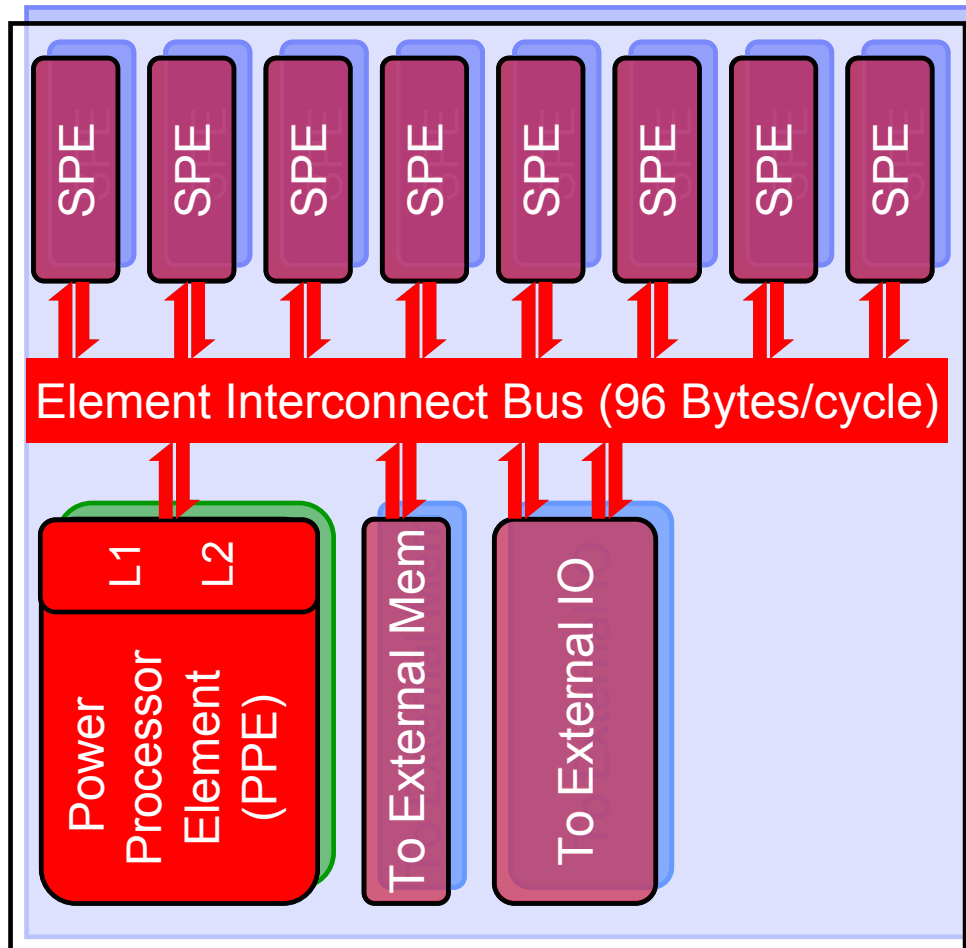 SPE
SPE
SPE
SPE
SPE
SPE
SPE
SPE
Element Interconnect Bus (96 Bytes/cycle)
L1
L2
Power
Processor
Element
(PPE)
To External Mem
To External IO